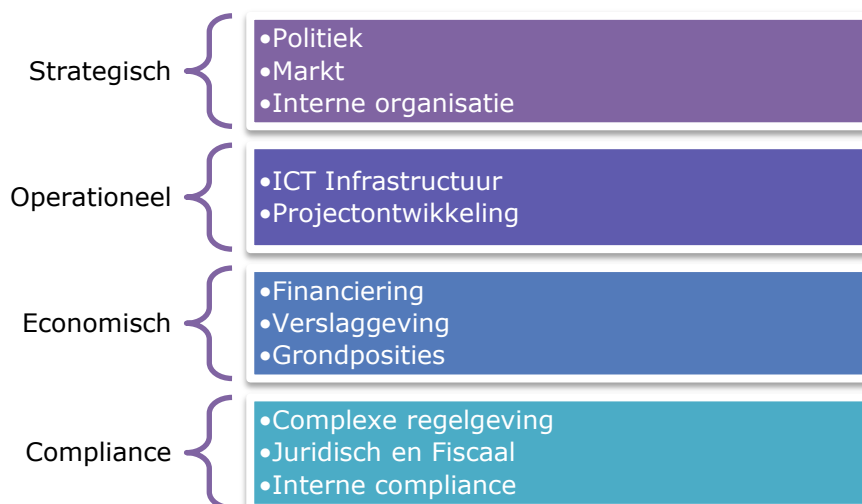 Strategisch
•Politiek
•Markt
•Interne organisatie
Operationeel
•ICT Infrastructuur
•Projectontwikkeling
Economisch
•Financiering
•Verslaggeving
•Grondposities
Compliance
•Complexe regelgeving
•Juridisch en Fiscaal
•Interne compliance